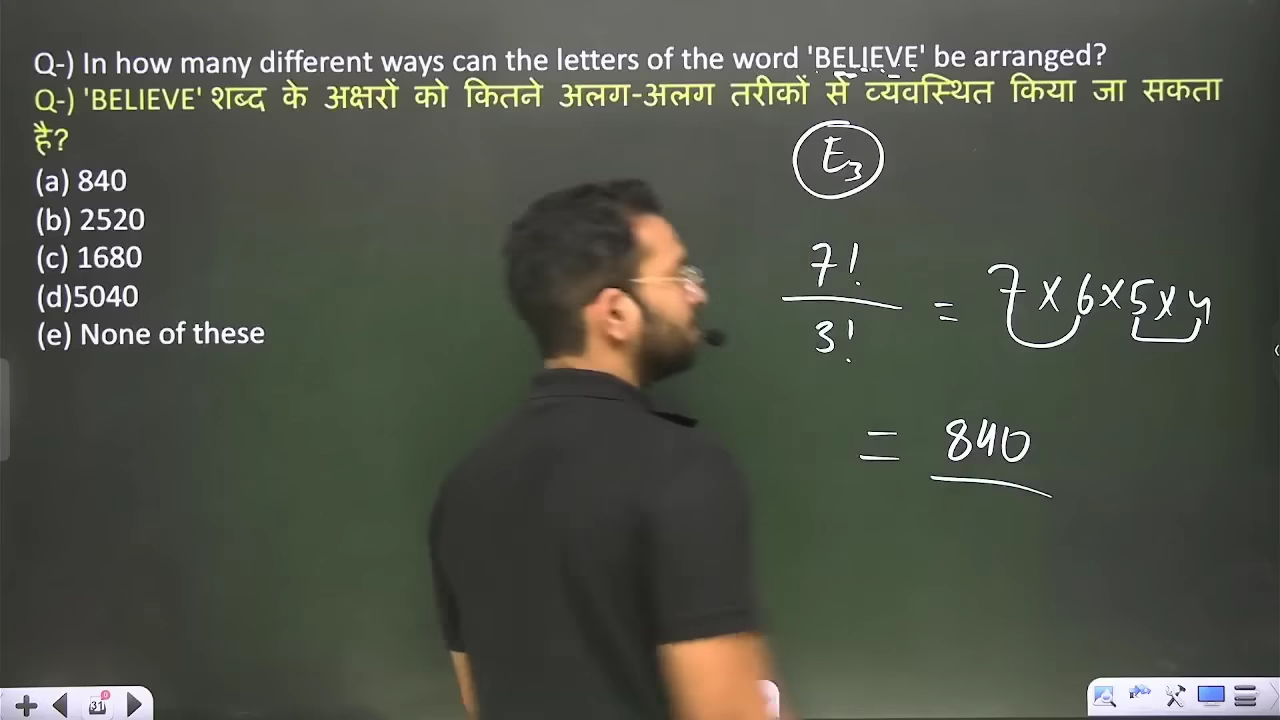 Q-) In how many different ways can the letters of the word 'BELIEVE' be arranged?
Q-) 'BELIEVE' शब्द के अक्षरों को कितने अलग-अलग तरीकों से व्यवस्थित किया जा सकता
है?
(a) 840
(b) 2520
(c) 1680
(d)5040
(e) None of these
E3
7!
3!
= 7×6×5×4
= 840
31
0